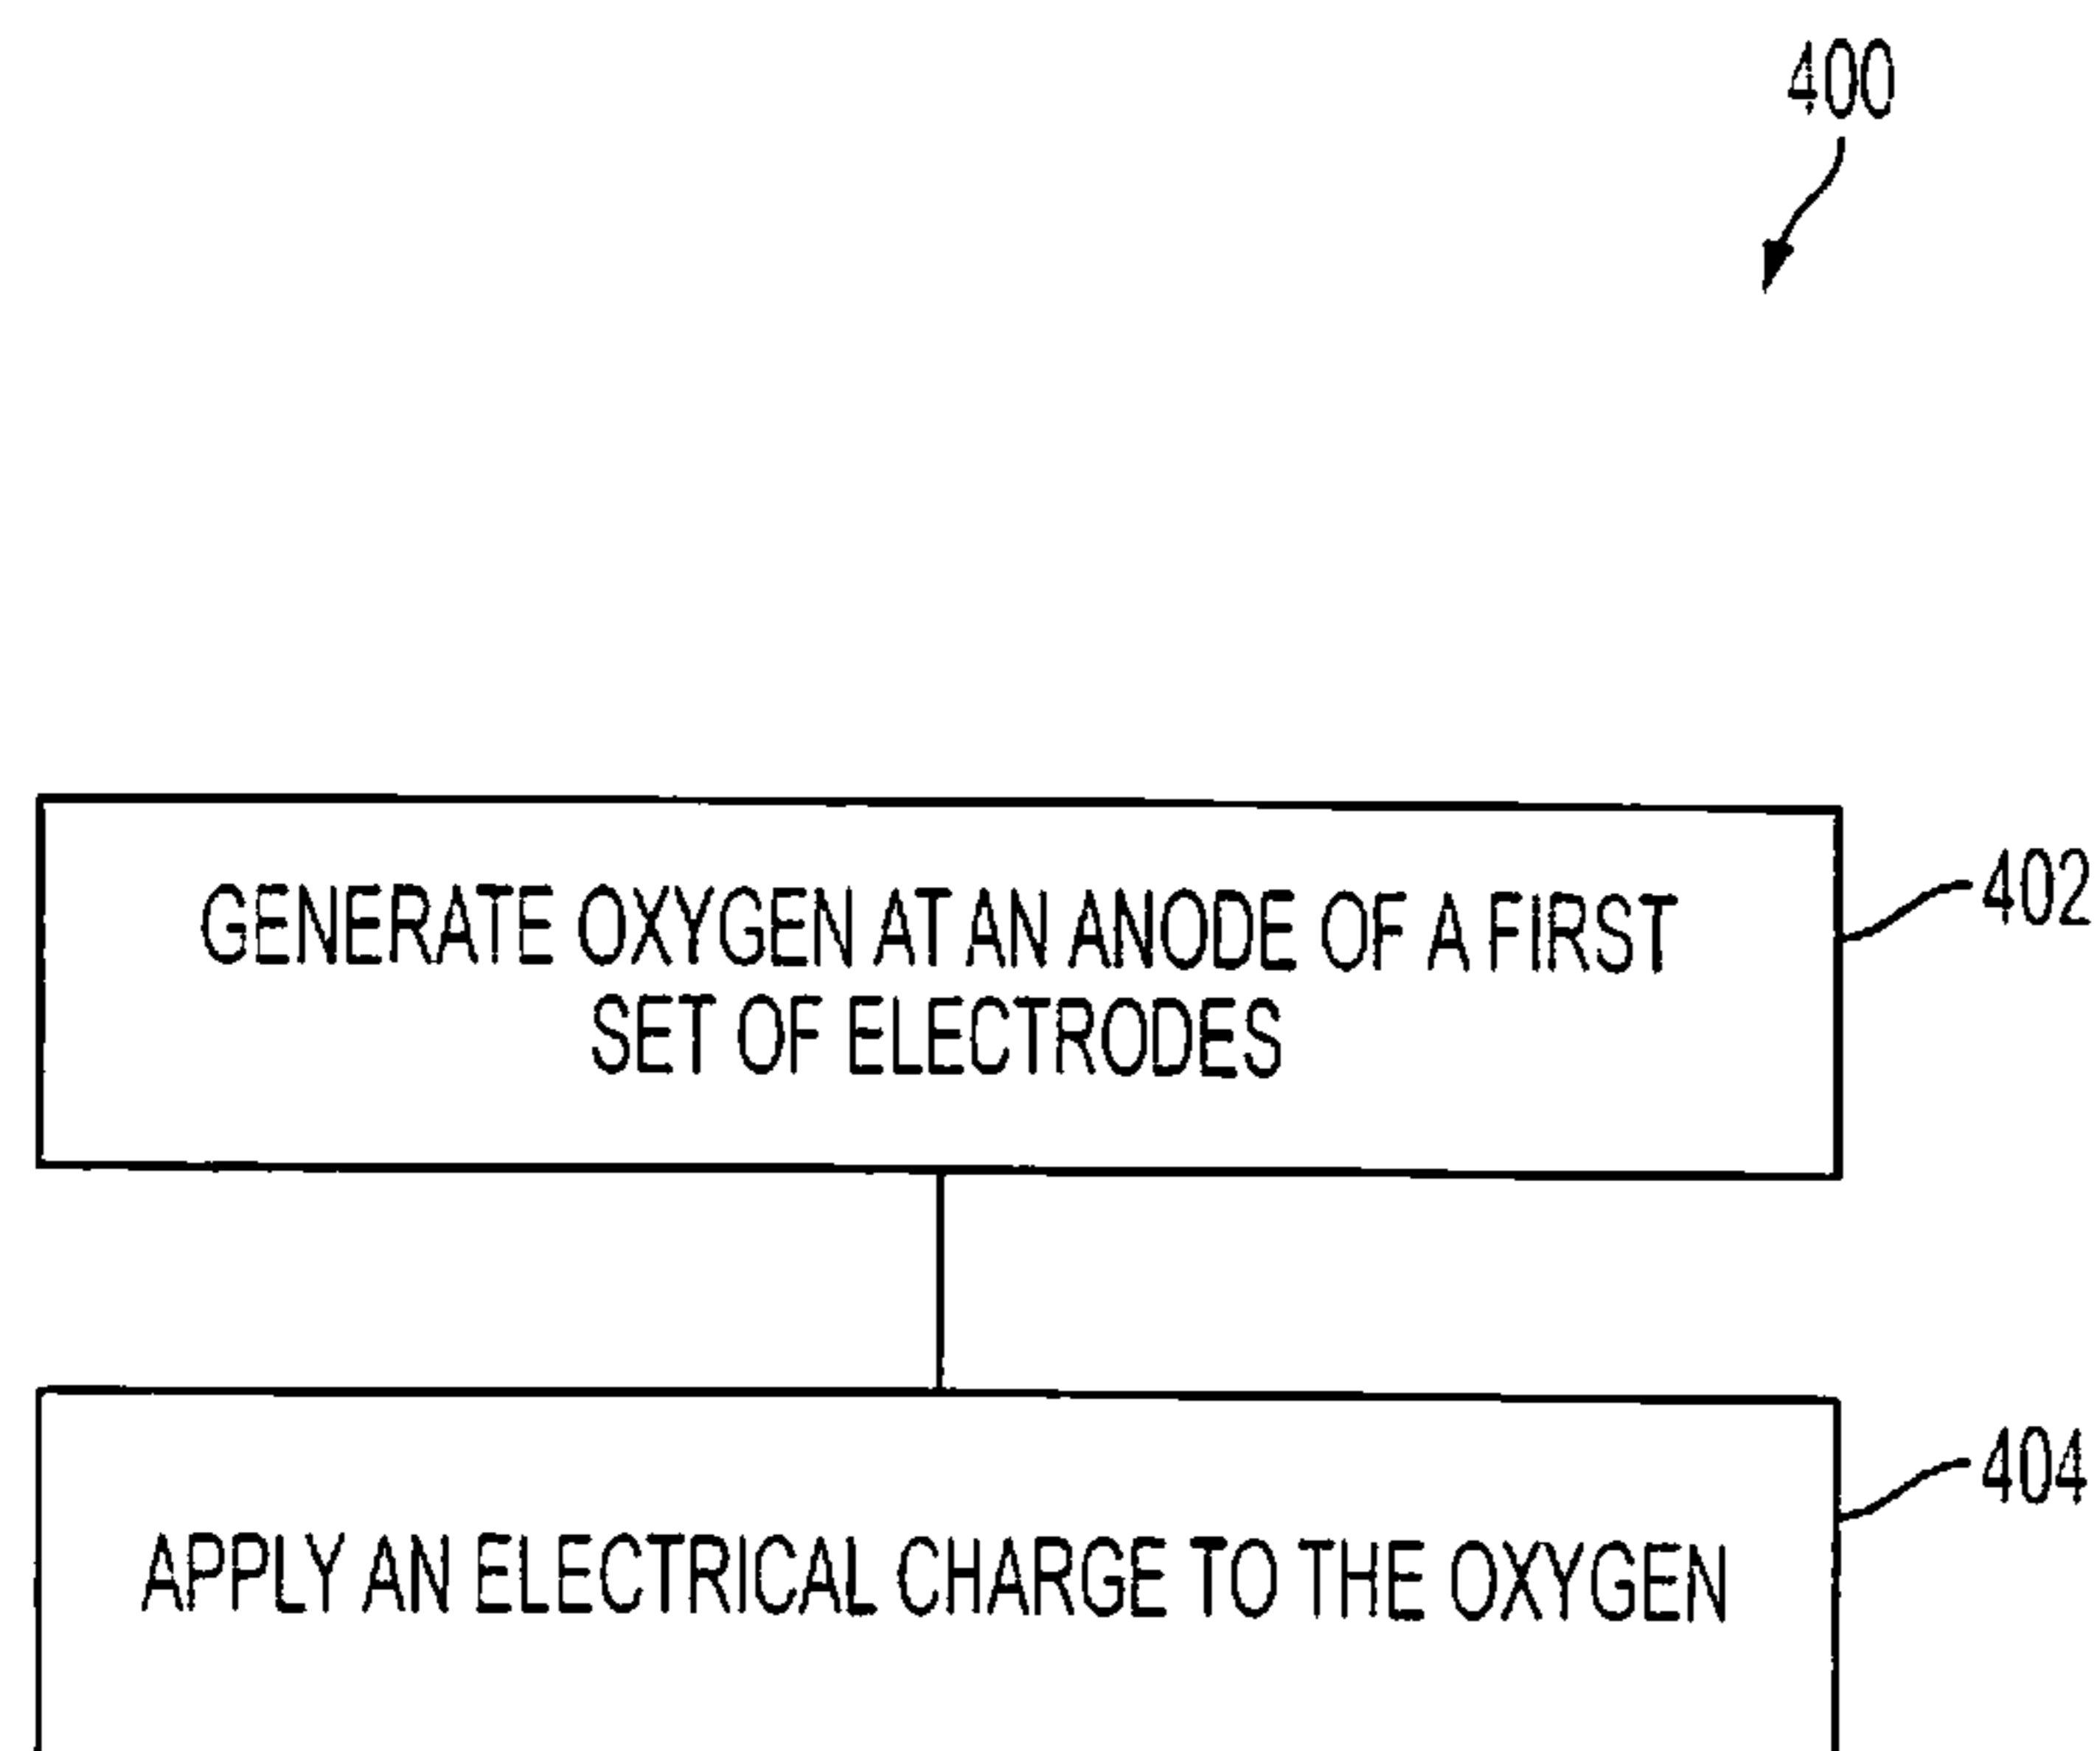 400
GENERATE OXYGEN AT AN ANODE OF A FIRST
SET OF ELECTRODES
402
APPLY AN ELECTRICAL CHARGE TO THE OXYGEN
404